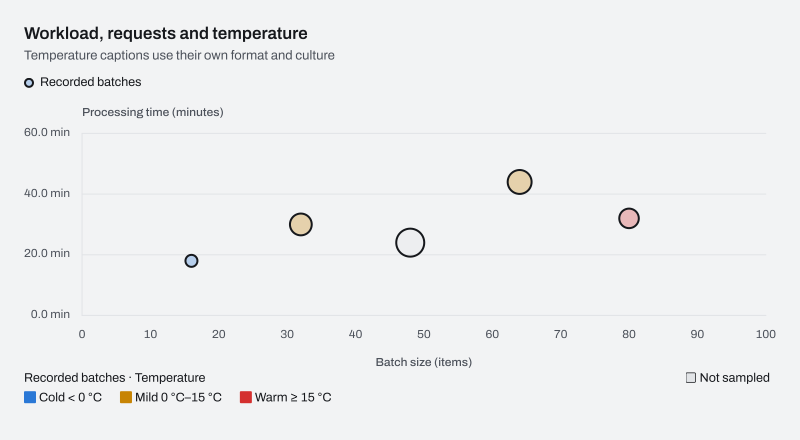 Workload, requests and temperature
Temperature captions use their own format and culture
Recorded batches
Processing time (minutes)
60.0 min
40.0 min
20.0 min
0.0 min
0 10 20 30 40 50 60 70 80 90 100
Batch size (items)
Recorded batches · Temperature
Not sampled
Cold < 0 °C Mild 0 °C–15 °C Warm ≥ 15 °C